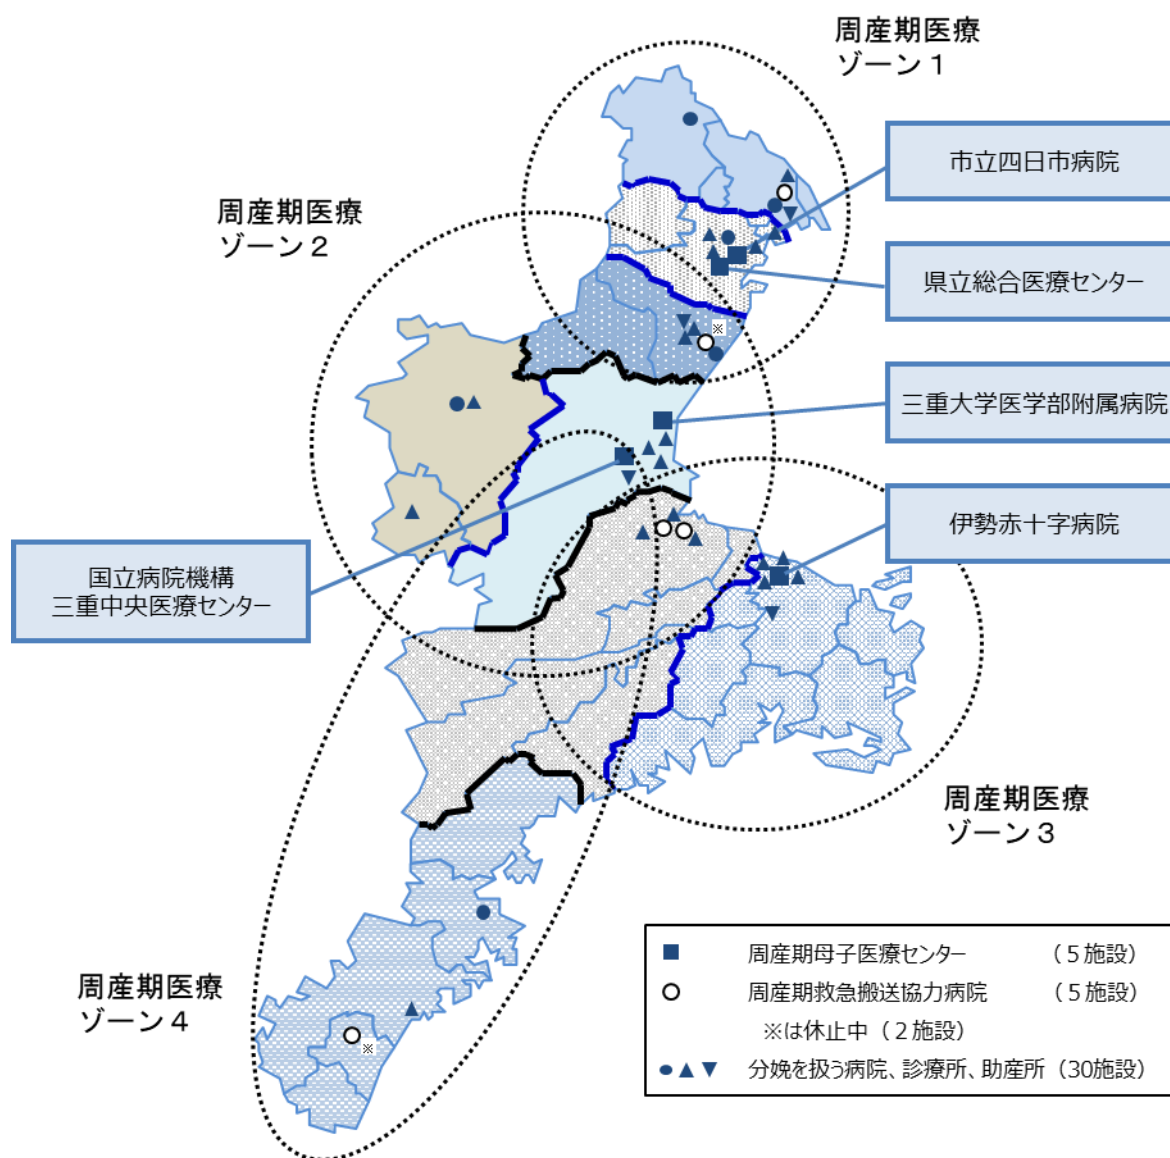 周産期医療
ゾーン１
市立四日市病院
周産期医療
ゾーン２
県立総合医療センター
※
三重大学医学部附属病院
伊勢赤十字病院
国立病院機構
三重中央医療センター
周産期医療
ゾーン３
周産期医療
ゾーン４
※
周産期母子医療センター （５施設）
周産期救急搬送協力病院 （５施設）
※は休止中（２施設）
分娩を扱う病院、診療所、助産所（30施設）